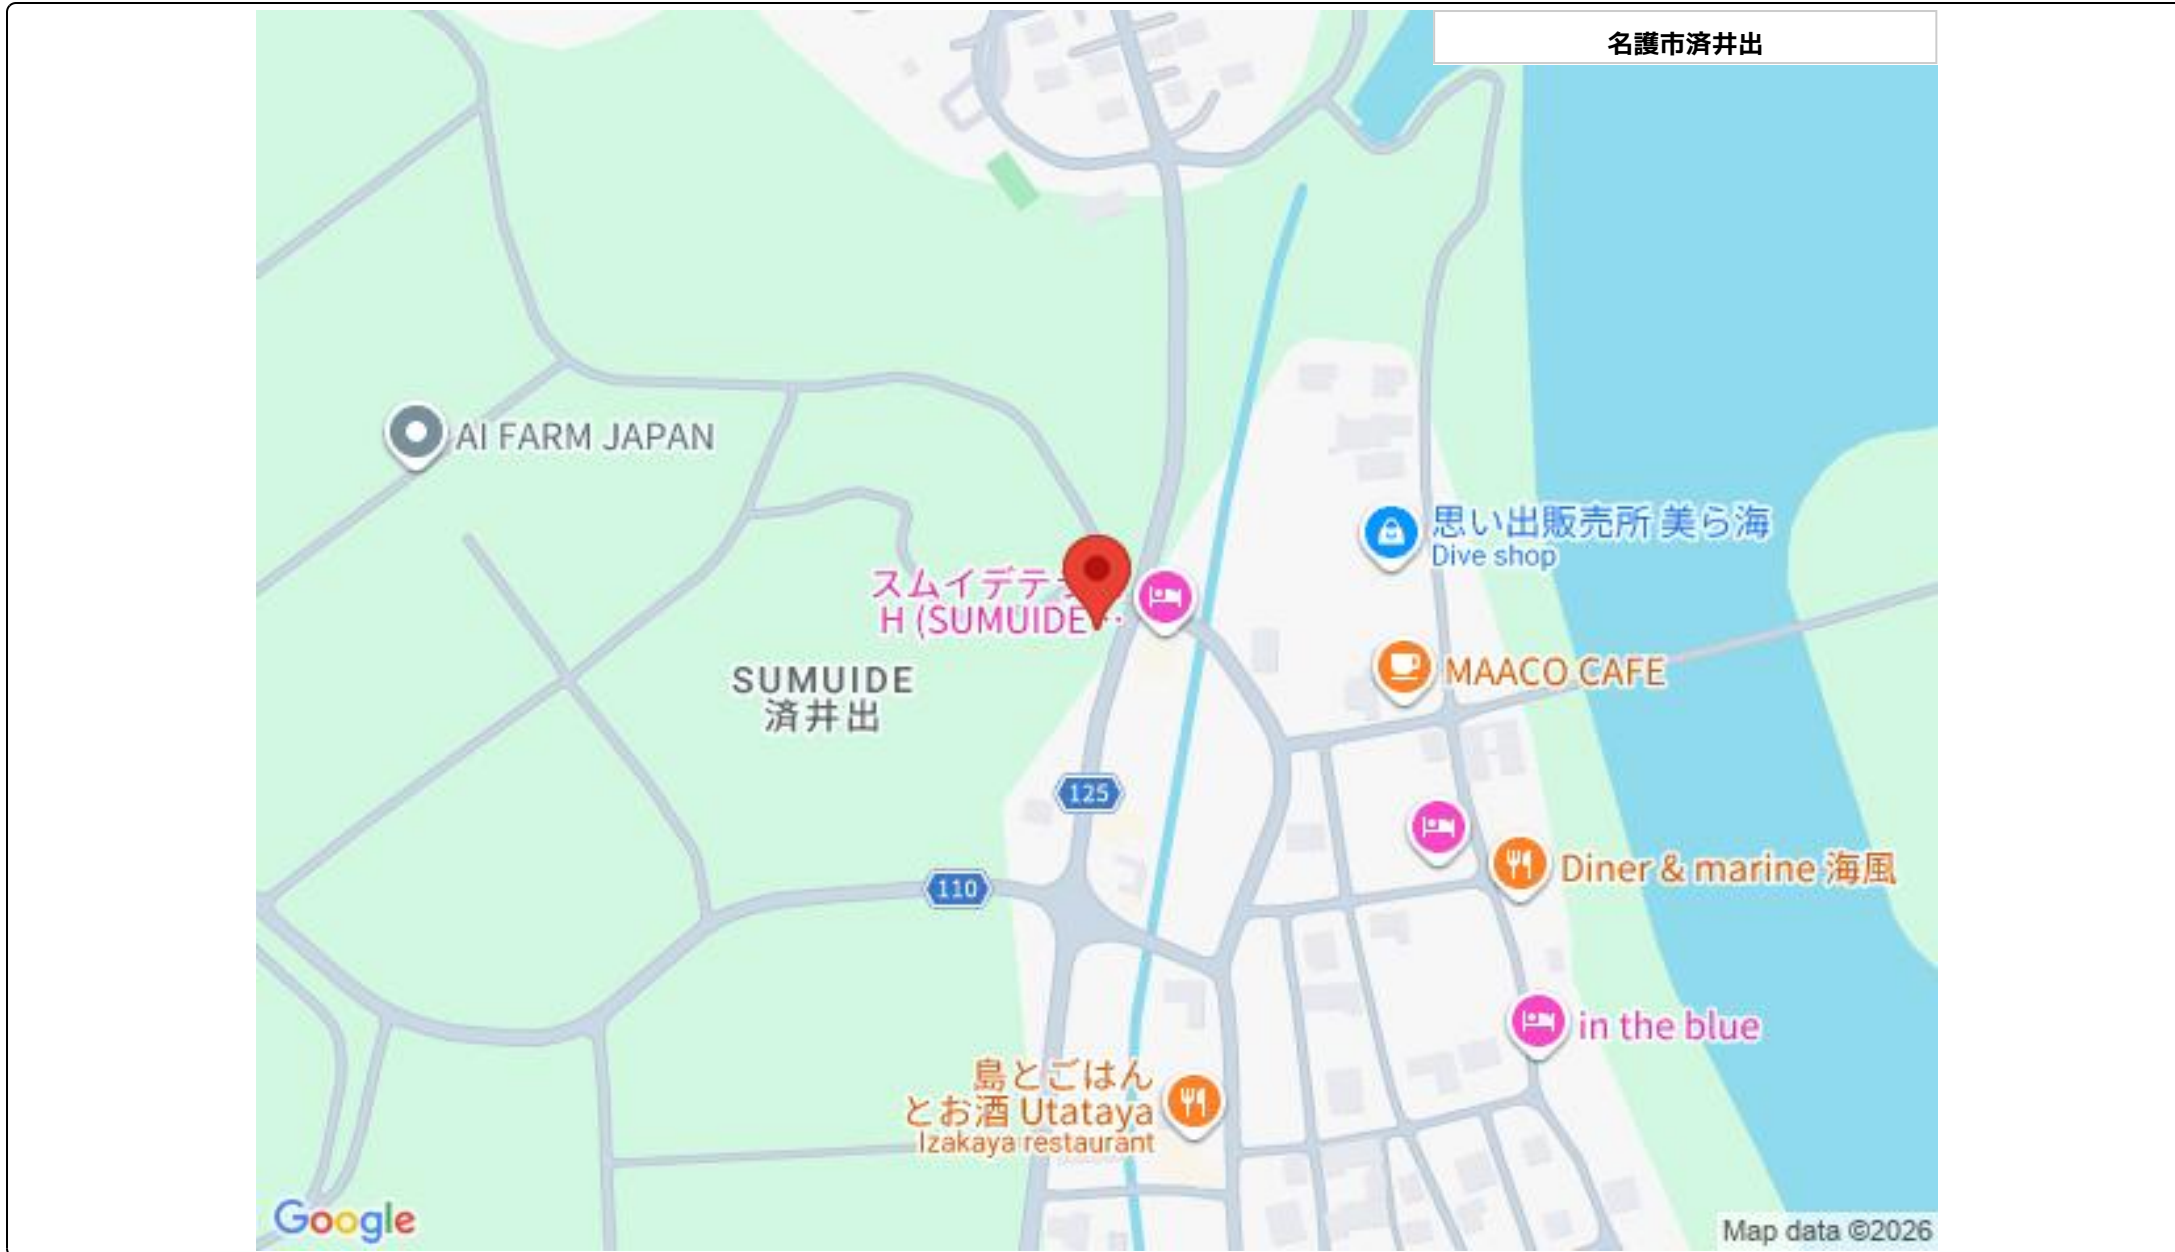 名護市済井出
AI FARM JAPAN
思い出販売所 美ら海
Dive shop
スムイデテ
H (SUMUIDE…
MAACO CAFE
SUMUIDE
済井出
125
Diner & marine 海風
110
in the blue
島とごはん
とお酒 Utataya
Izakaya restaurant
Google
Map data ©2026